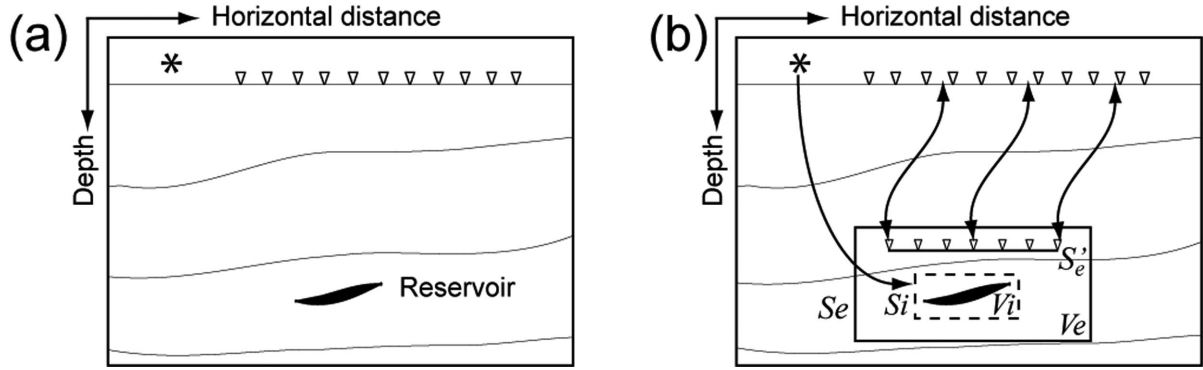 (a)
Horizontal distance
Depth
Reservoir
(b)
Horizontal distance
Depth
S'e
Se
Si
Vi
Ve